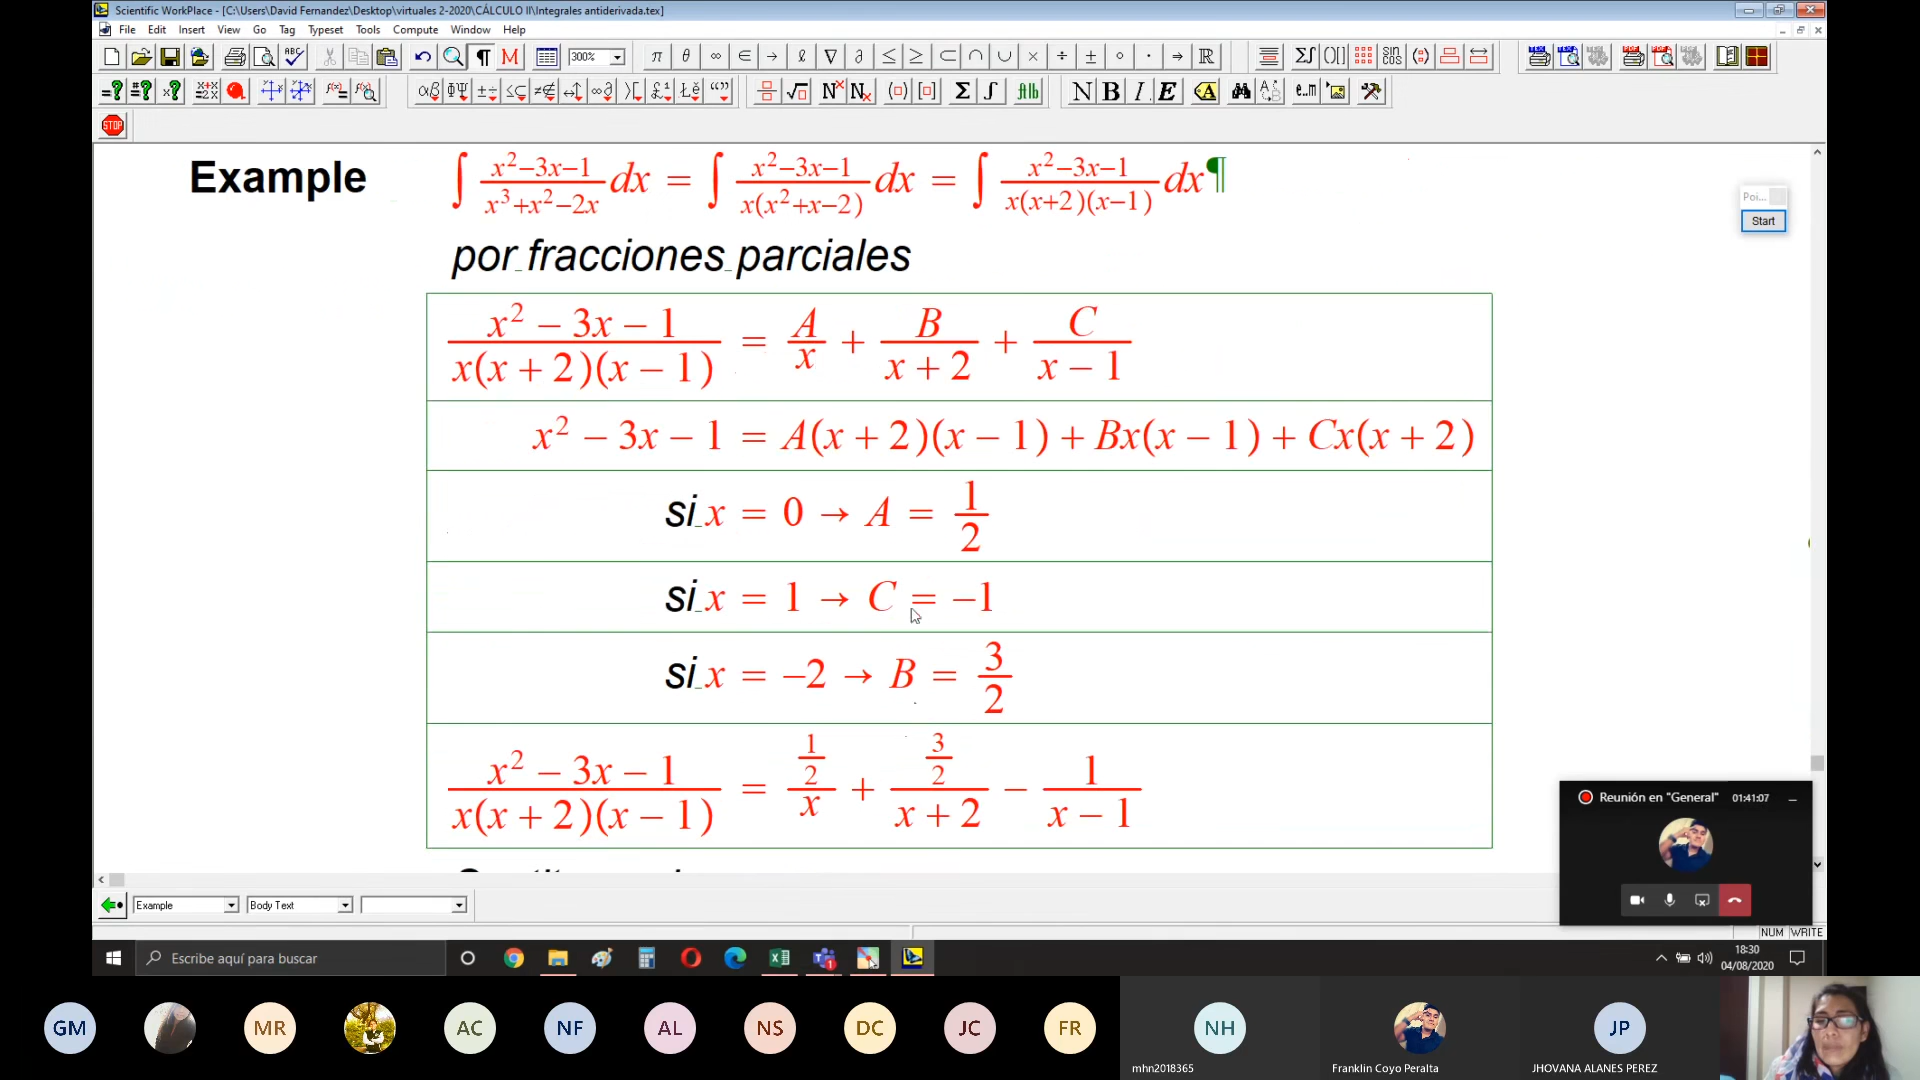 Scientific WorkPlace - [C:\Users\David Fernandez\Desktop\virtuales 2-2020\CÁLCULO II\Integrales antiderivada.tex]
File Edit Insert View Go Tag Typeset Tools Compute Window Help
300%
STOP
Example ∫ x²−3x−1 / x³+x²−2x dx = ∫ x²−3x−1 / x(x²+x−2) dx = ∫ x²−3x−1 / x(x+2)(x−1) dx¶
por fracciones parciales
x² − 3x − 1 / x(x + 2)(x − 1) = A/x + B/x + 2 + C/x − 1
x² − 3x − 1 = A(x + 2)(x − 1) + Bx(x − 1) + Cx(x + 2)
si x = 0 → A = 1/2
si x = 1 → C = −1
si x = −2 → B = 3/2
x² − 3x − 1 / x(x + 2)(x − 1) = 1/2 / x + 3/2 / x + 2 − 1 / x − 1
Poi...
Start
Reunión en "General" 01:41:07
Example Body Text
NUM WRITE
Escribe aquí para buscar
18:30
04/08/2020
GM MR AC NF AL NS DC JC FR NH JP
mhn2018365 Franklin Coyo Peralta JHOVANA ALANES PEREZ